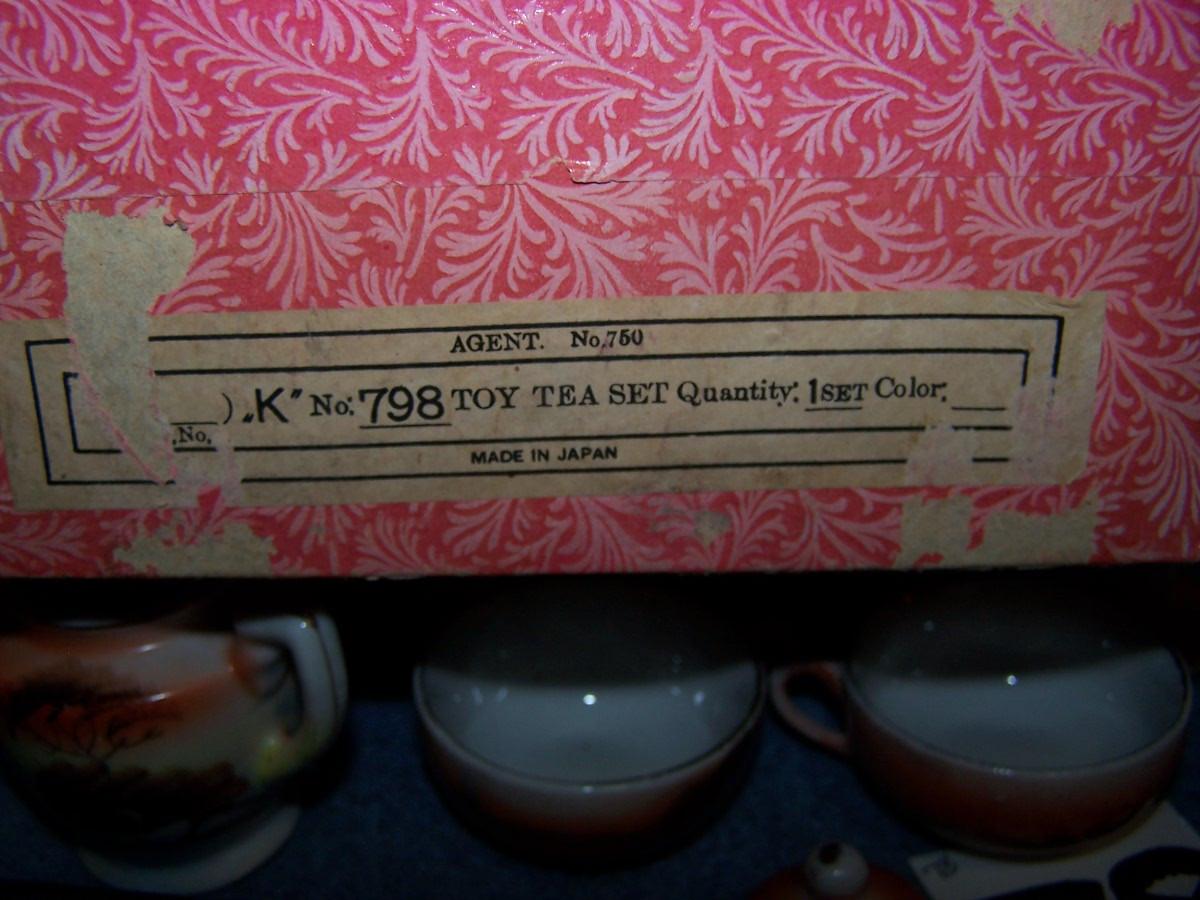 AGENT. No.750
) „K” No: 798 TOY TEA SET Quantity: 1SET Color:
.No.
MADE IN JAPAN